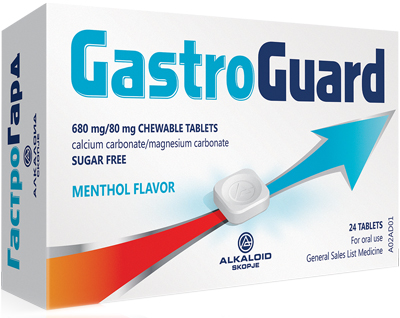 GastroGuard
680 mg/80 mg CHEWABLE TABLETS
calcium carbonate/magnesium carbonate
SUGAR FREE
MENTHOL FLAVOR
ALKALOID
SKOPJE
24 TABLETS
For oral use
General Sales List Medicine
A02AD01
ГастроГард
АЛКАЛОИД
СКОПЈЕ